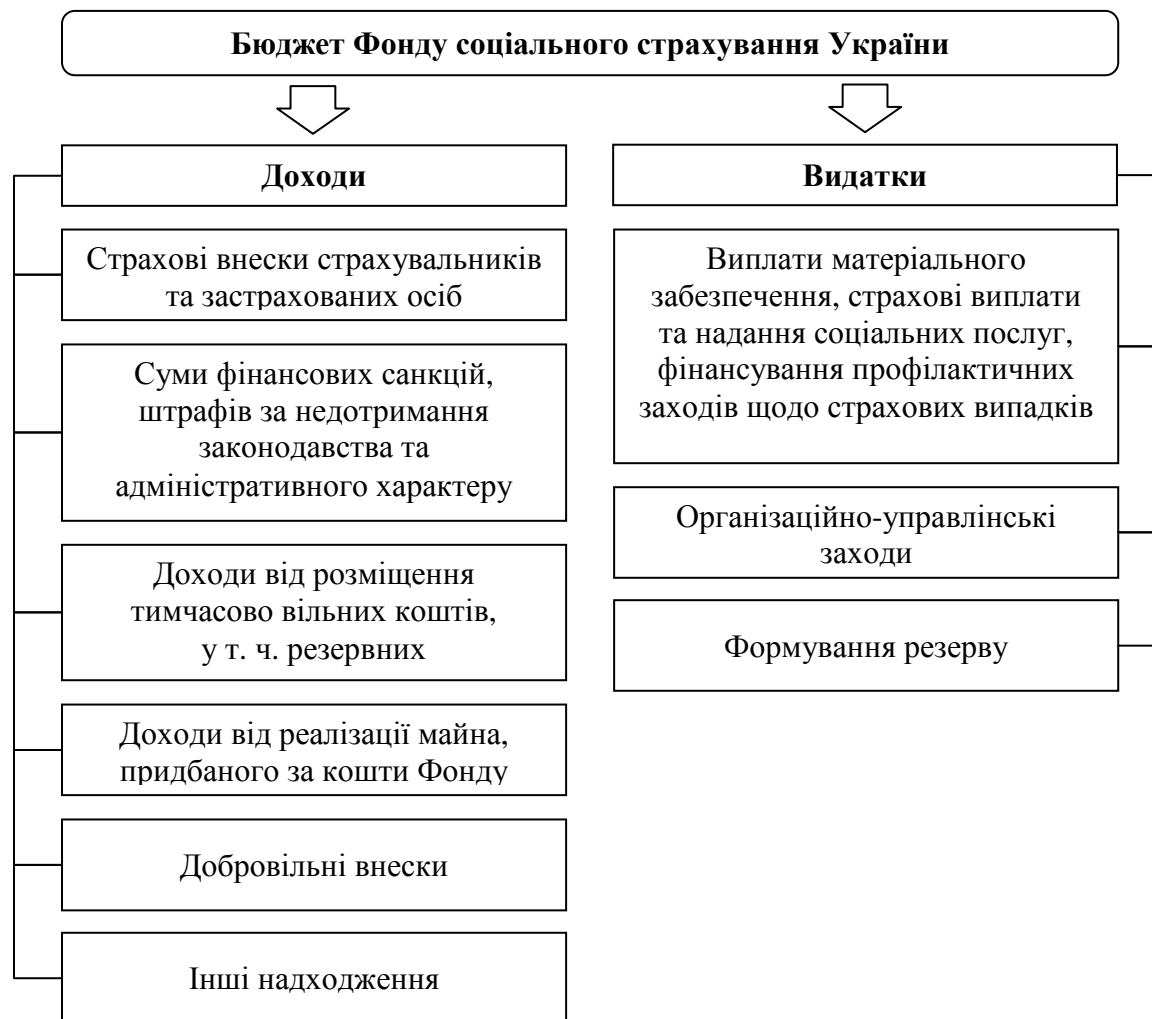 Бюджет Фонду соціального страхування України
Доходи
Страхові внески страхувальників
та застрахованих осіб
Суми фінансових санкцій,
штрафів за недотримання
законодавства та
адміністративного характеру
Доходи від розміщення
тимчасово вільних коштів,
у т. ч. резервних
Доходи від реалізації майна,
придбаного за кошти Фонду
Добровільні внески
Інші надходження
Видатки
Виплати матеріального
забезпечення, страхові виплати
та надання соціальних послуг,
фінансування профілактичних
заходів щодо страхових випадків
Організаційно-управлінські
заходи
Формування резерву